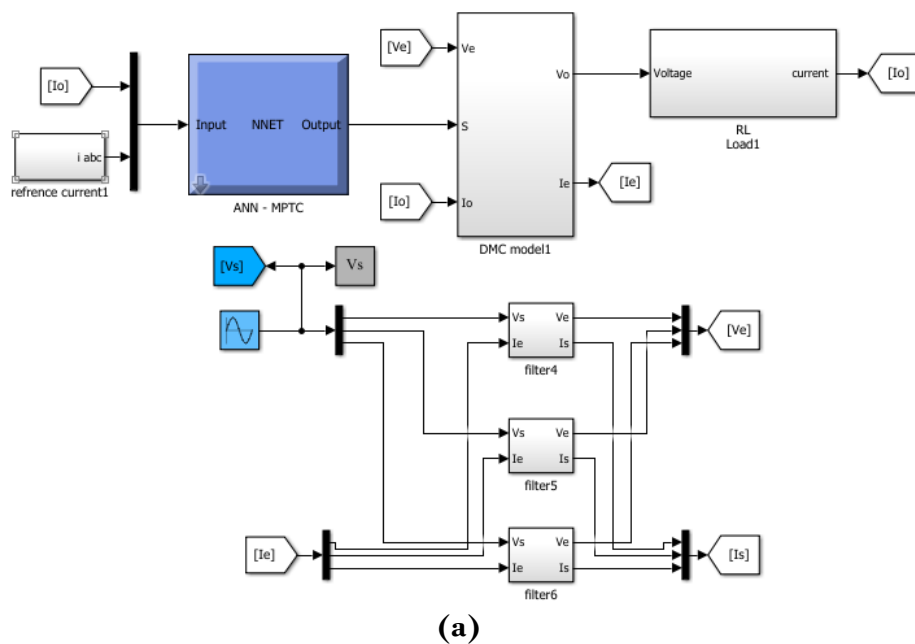 [Io]
i abc
refrence current1
Input NNET Output
ANN - MPTC
[Ve]
[Io]
Ve
S
Io
Vo
Ie
DMC model1
[Ie]
Voltage current
RL
Load1
[Io]
[Vs]
Vs
Vs Ve
Ie Is
filter4
[Ve]
Vs Ve
Ie Is
filter5
[Ie]
Vs Ve
Ie Is
filter6
[Is]
(a)